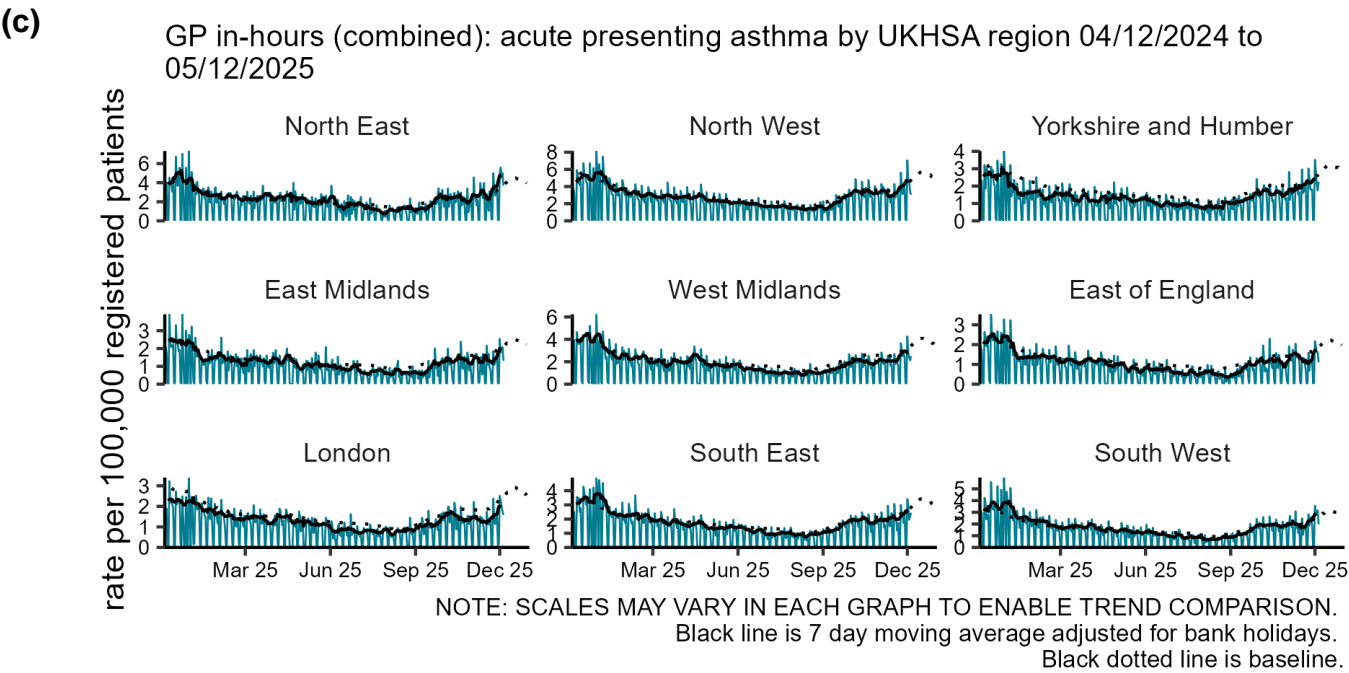 (c)
GP in-hours (combined): acute presenting asthma by UKHSA region 04/12/2024 to
05/12/2025
rate per 100,000 registered patients
North East
6
4
2
0
North West
8
6
4
2
0
Yorkshire and Humber
4
3
2
1
0
East Midlands
3
2
1
0
West Midlands
6
4
2
0
East of England
3
2
1
0
London
3
2
1
0
Mar 25 Jun 25 Sep 25 Dec 25
South East
4
3
2
1
0
Mar 25 Jun 25 Sep 25 Dec 25
South West
5
4
3
2
1
0
Mar 25 Jun 25 Sep 25 Dec 25
NOTE: SCALES MAY VARY IN EACH GRAPH TO ENABLE TREND COMPARISON.
Black line is 7 day moving average adjusted for bank holidays.
Black dotted line is baseline.